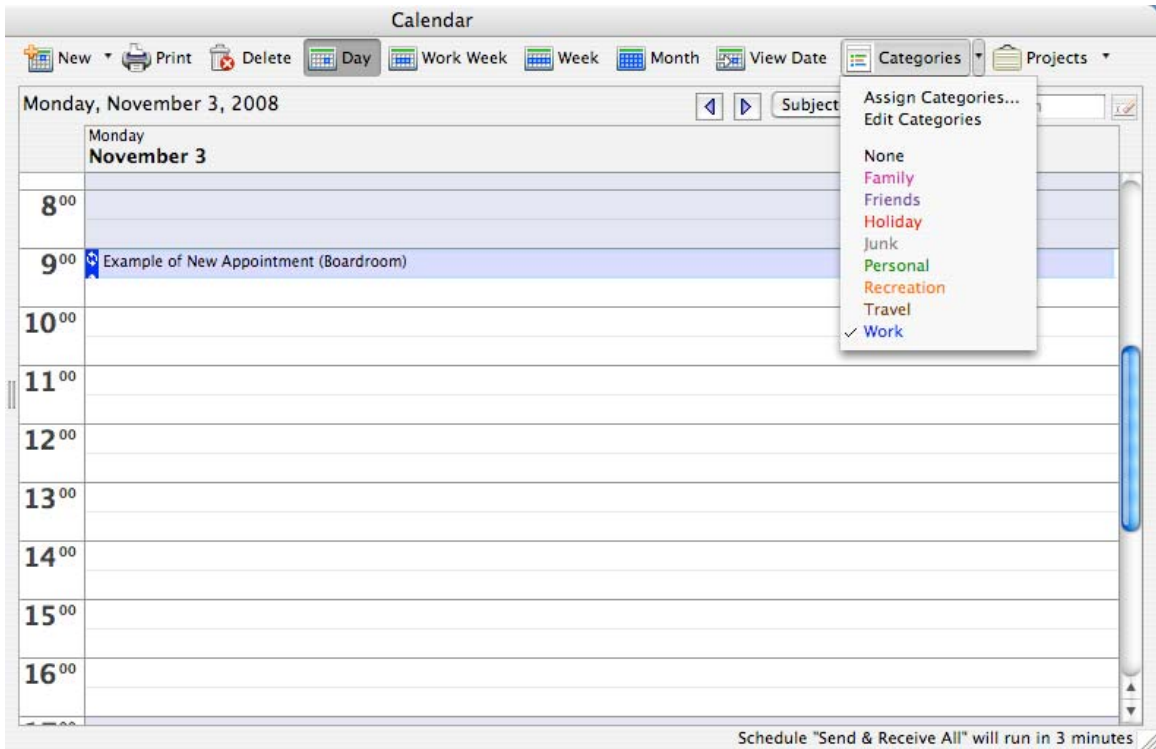 Calendar
New Print Delete Day Work Week Week Month View Date Categories Projects
Monday, November 3, 2008
Subject
Assign Categories...
Edit Categories
None
Family
Friends
Holiday
Junk
Personal
Recreation
Travel
Work
Monday
November 3
8 00
9 00 Example of New Appointment (Boardroom)
10 00
11 00
12 00
13 00
14 00
15 00
16 00
Schedule "Send & Receive All" will run in 3 minutes